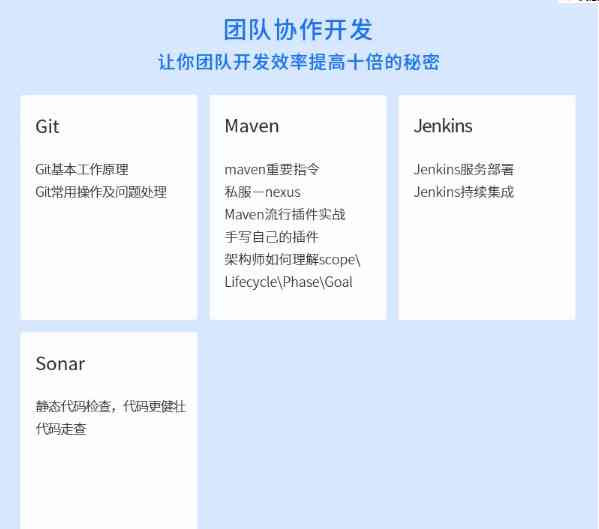 团队协作开发
让你团队开发效率提高十倍的秘密
Git
Git基本工作原理
Git常用操作及问题处理
Maven
maven重要指令
私服—nexus
Maven流行插件实战
手写自己的插件
架构师如何理解scope\
Lifecycle\Phase\Goal
Jenkins
Jenkins服务部署
Jenkins持续集成
Sonar
静态代码检查，代码更健壮
代码走查